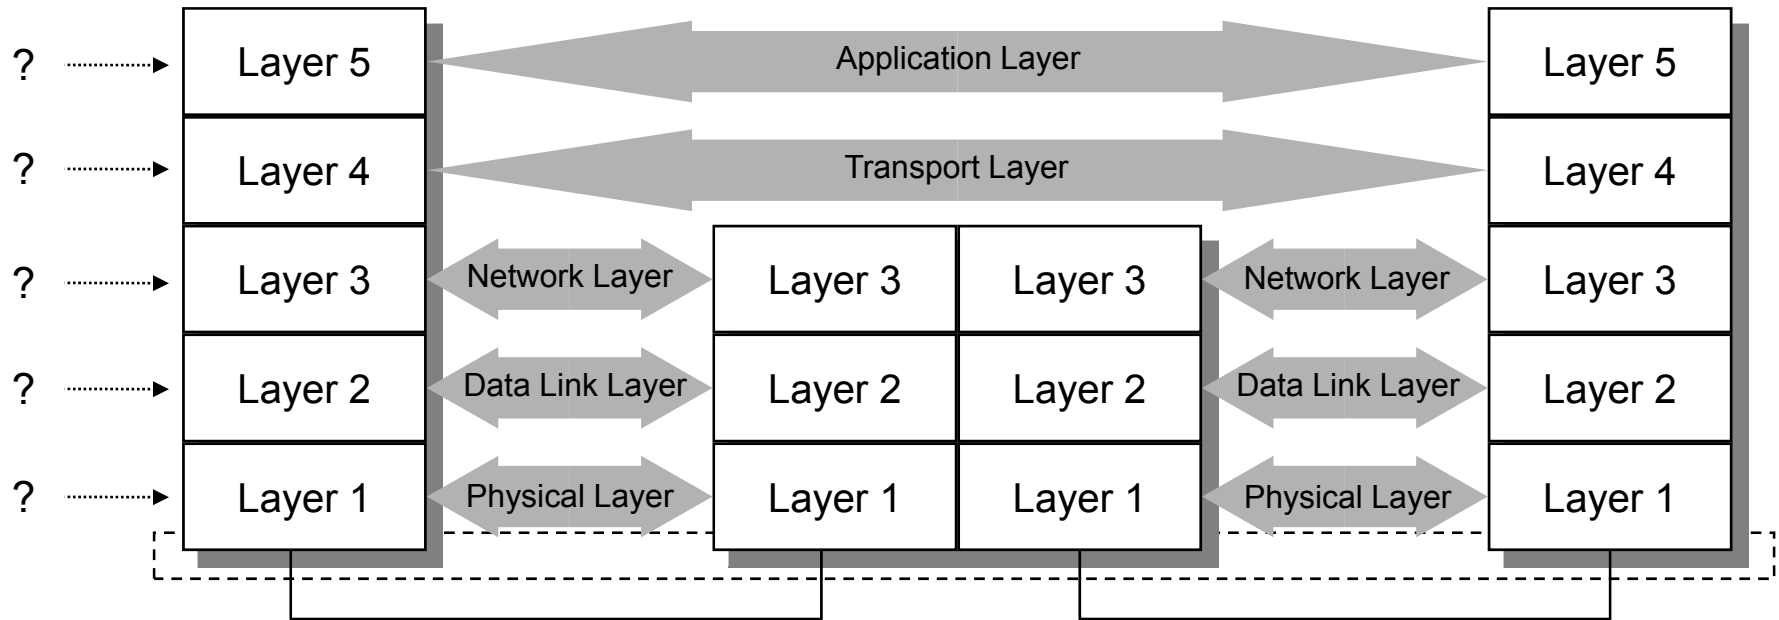 ? Layer 5 Application Layer Layer 5
? Layer 4 Transport Layer Layer 4
? Layer 3 Network Layer Layer 3 Layer 3 Network Layer Layer 3
? Layer 2 Data Link Layer Layer 2 Layer 2 Data Link Layer Layer 2
? Layer 1 Physical Layer Layer 1 Layer 1 Physical Layer Layer 1